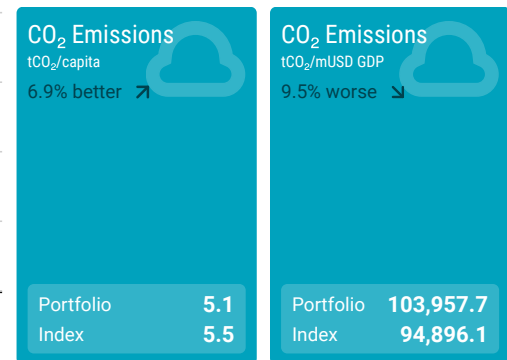 CO₂ Emissions
tCO₂/capita
6.9% better
Portfolio 5.1
Index 5.5
CO₂ Emissions
tCO₂/mUSD GDP
9.5% worse
Portfolio 103,957.7
Index 94,896.1